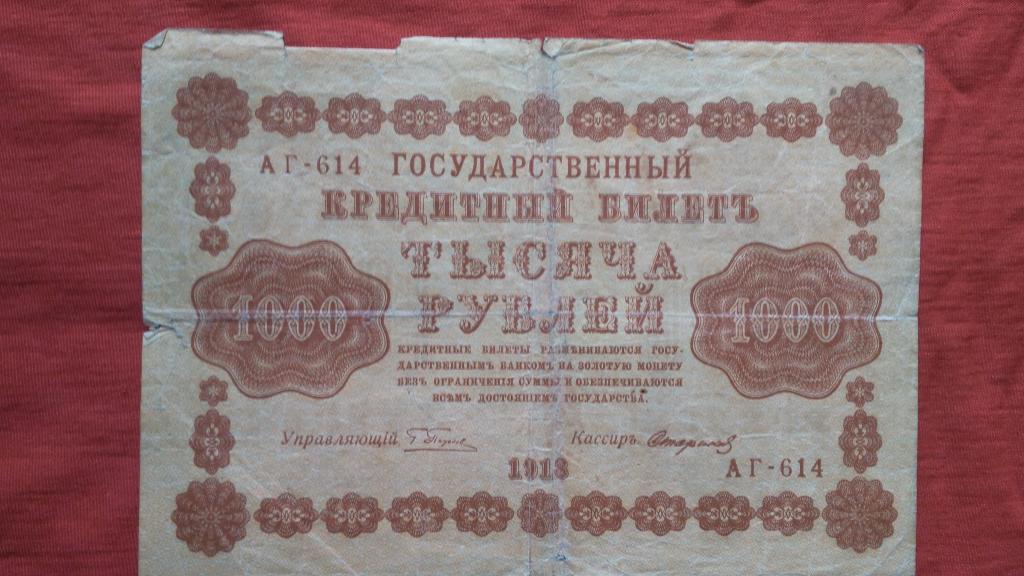 АГ-614 ГОСУДАРСТВЕННЫЙ
КРЕДИТНЫЙ БИЛЕТЪ
ТЫСЯЧА
РУБЛЕЙ
1000 1000
КРЕДИТНЫЕ БИЛЕТЫ РАЗМѢНИВАЮТСЯ ГОСУ-
ДАРСТВЕННЫМЪ БАНКОМЪ НА ЗОЛОТУЮ МОНЕТУ
БЕЗЪ ОГРАНИЧЕНІЯ СУММЫ И ОБЕЗПЕЧИВАЮТСЯ
ВСѢМЪ ДОСТОЯНІЕМЪ ГОСУДАРСТВА.
Управляющій Кассиръ
1918 АГ-614